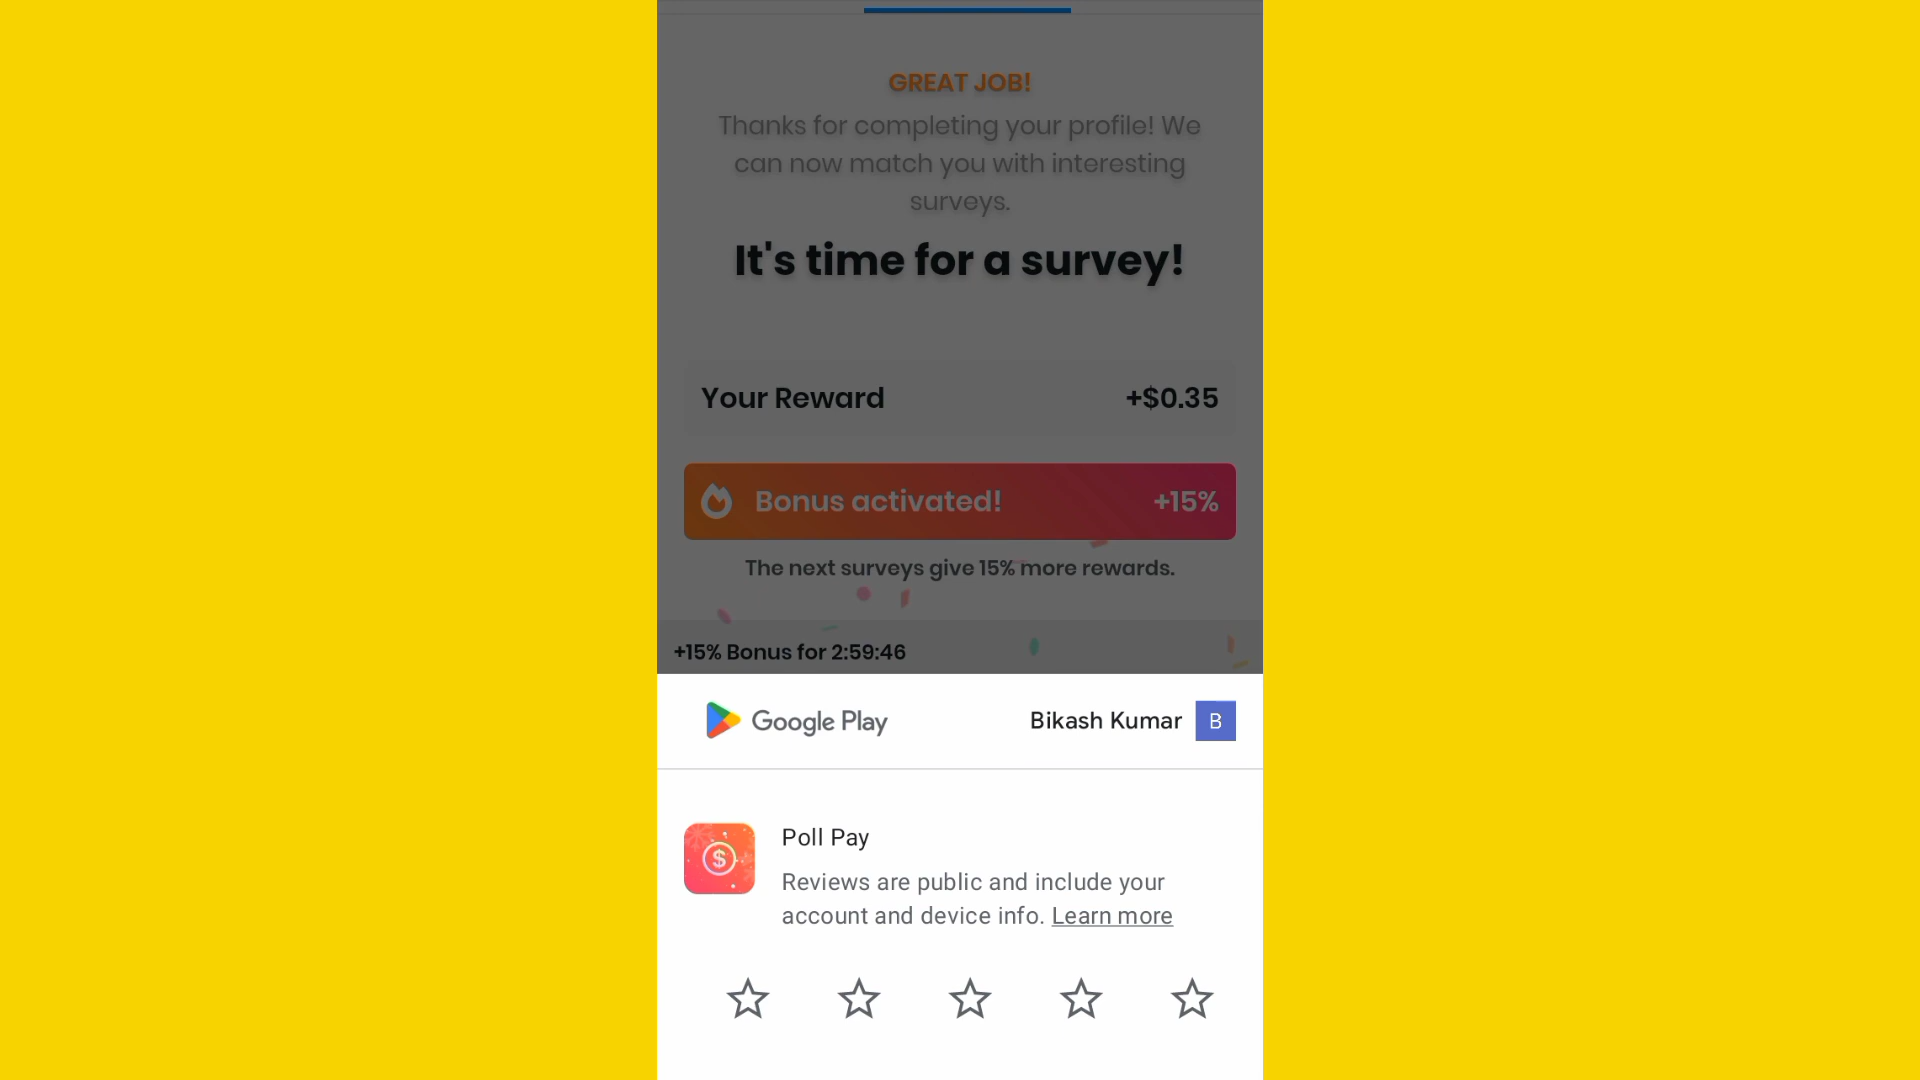 GREAT JOB!
Thanks for completing your profile! We
can now match you with interesting
surveys.
It's time for a survey!
Your Reward +$0.35
Bonus activated! +15%
The next surveys give 15% more rewards.
+15% Bonus for 2:59:46
Google Play Bikash Kumar B
Poll Pay
Reviews are public and include your
account and device info. Learn more